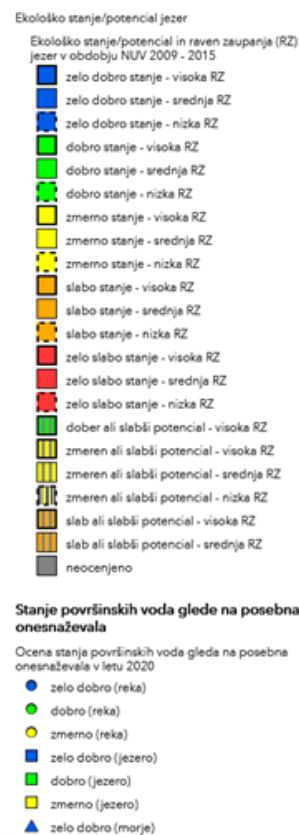 Ekološko stanje/potencial jezer
Ekološko stanje/potencial in raven zaupanja (RZ)
jezer v obdobju NUV 2009 - 2015
zelo dobro stanje - visoka RZ
zelo dobro stanje - srednja RZ
zelo dobro stanje - nizka RZ
dobro stanje - visoka RZ
dobro stanje - srednja RZ
dobro stanje - nizka RZ
zmerno stanje - visoka RZ
zmerno stanje - srednja RZ
zmerno stanje - nizka RZ
slabo stanje - visoka RZ
slabo stanje - srednja RZ
slabo stanje - nizka RZ
zelo slabo stanje - visoka RZ
zelo slabo stanje - srednja RZ
zelo slabo stanje - nizka RZ
dober ali slabši potencial - visoka RZ
zmeren ali slabši potencial - visoka RZ
zmeren ali slabši potencial - srednja RZ
zmeren ali slabši potencial - nizka RZ
slab ali slabši potencial - visoka RZ
slab ali slabši potencial - srednja RZ
neocenjeno
Stanje površinskih voda glede na posebna
onesnaževala
Ocena stanja površinskih voda gleda na posebna
onesnaževala v letu 2020
zelo dobro (reka)
dobro (reka)
zmerno (reka)
zelo dobro (jezero)
dobro (jezero)
zmerno (jezero)
zelo dobro (morje)